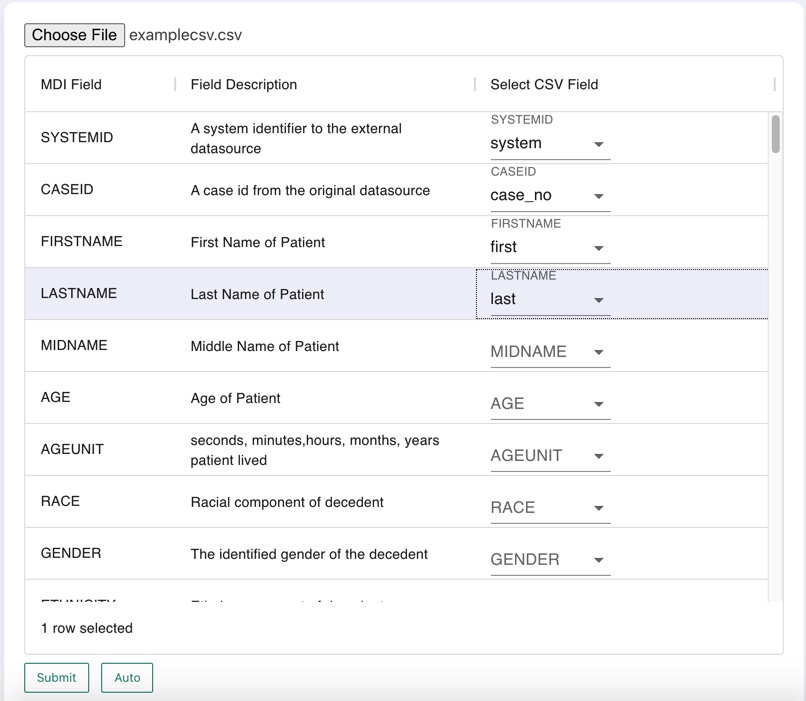 Choose File examplecsv.csv
MDI Field Field Description Select CSV Field
SYSTEMID
A system identifier to the external
datasource
SYSTEMID
system
CASEID
A case id from the original datasource
CASEID
case_no
FIRSTNAME
First Name of Patient
FIRSTNAME
first
LASTNAME
Last Name of Patient
LASTNAME
last
MIDNAME
Middle Name of Patient
MIDNAME
AGE
Age of Patient
AGE
AGEUNIT
seconds, minutes,hours, months, years
patient lived
AGEUNIT
RACE
Racial component of decedent
RACE
GENDER
The identified gender of the decedent
GENDER
ETHNICITY
1 row selected
Submit Auto